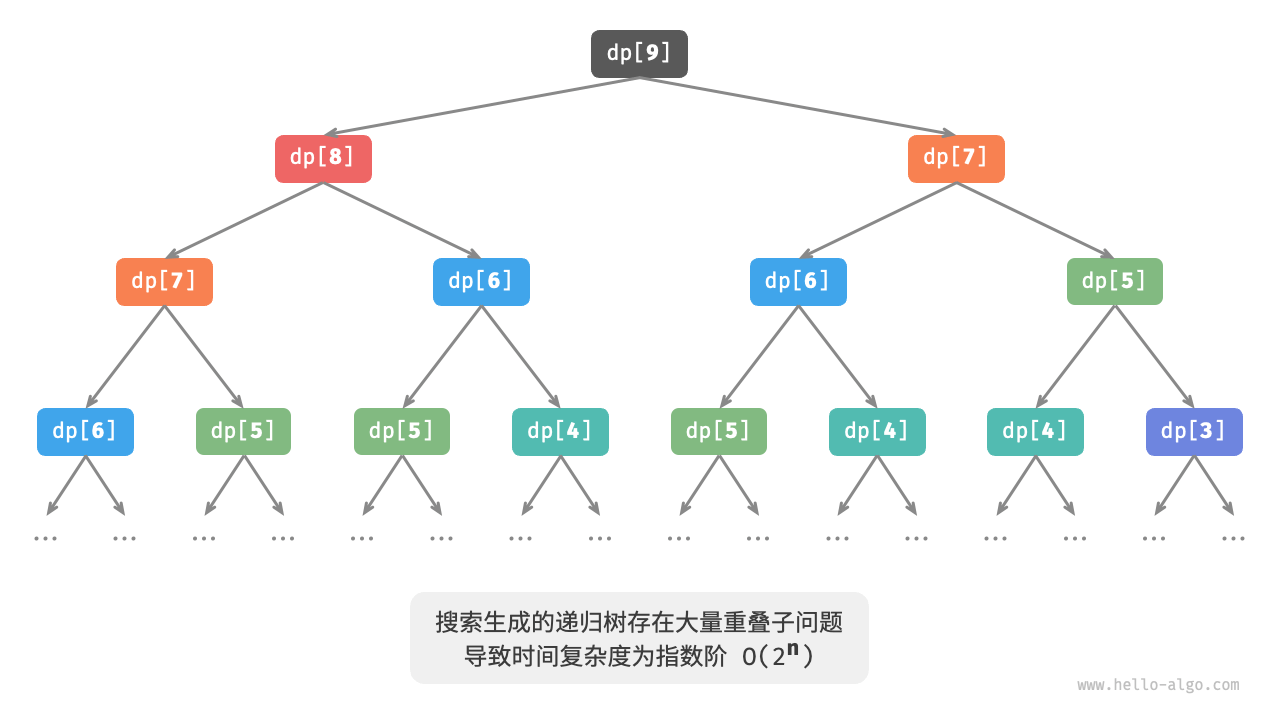 dp[9]
dp[8] dp[7]
dp[7] dp[6] dp[6] dp[5]
dp[6] dp[5] dp[5] dp[4] dp[5] dp[4] dp[4] dp[3]
... ... ... ... ... ... ... ... ... ... ... ... ... ... ... ...
搜索生成的递归树存在大量重叠子问题
导致时间复杂度为指数阶 O(2ⁿ)
www.hello-algo.com